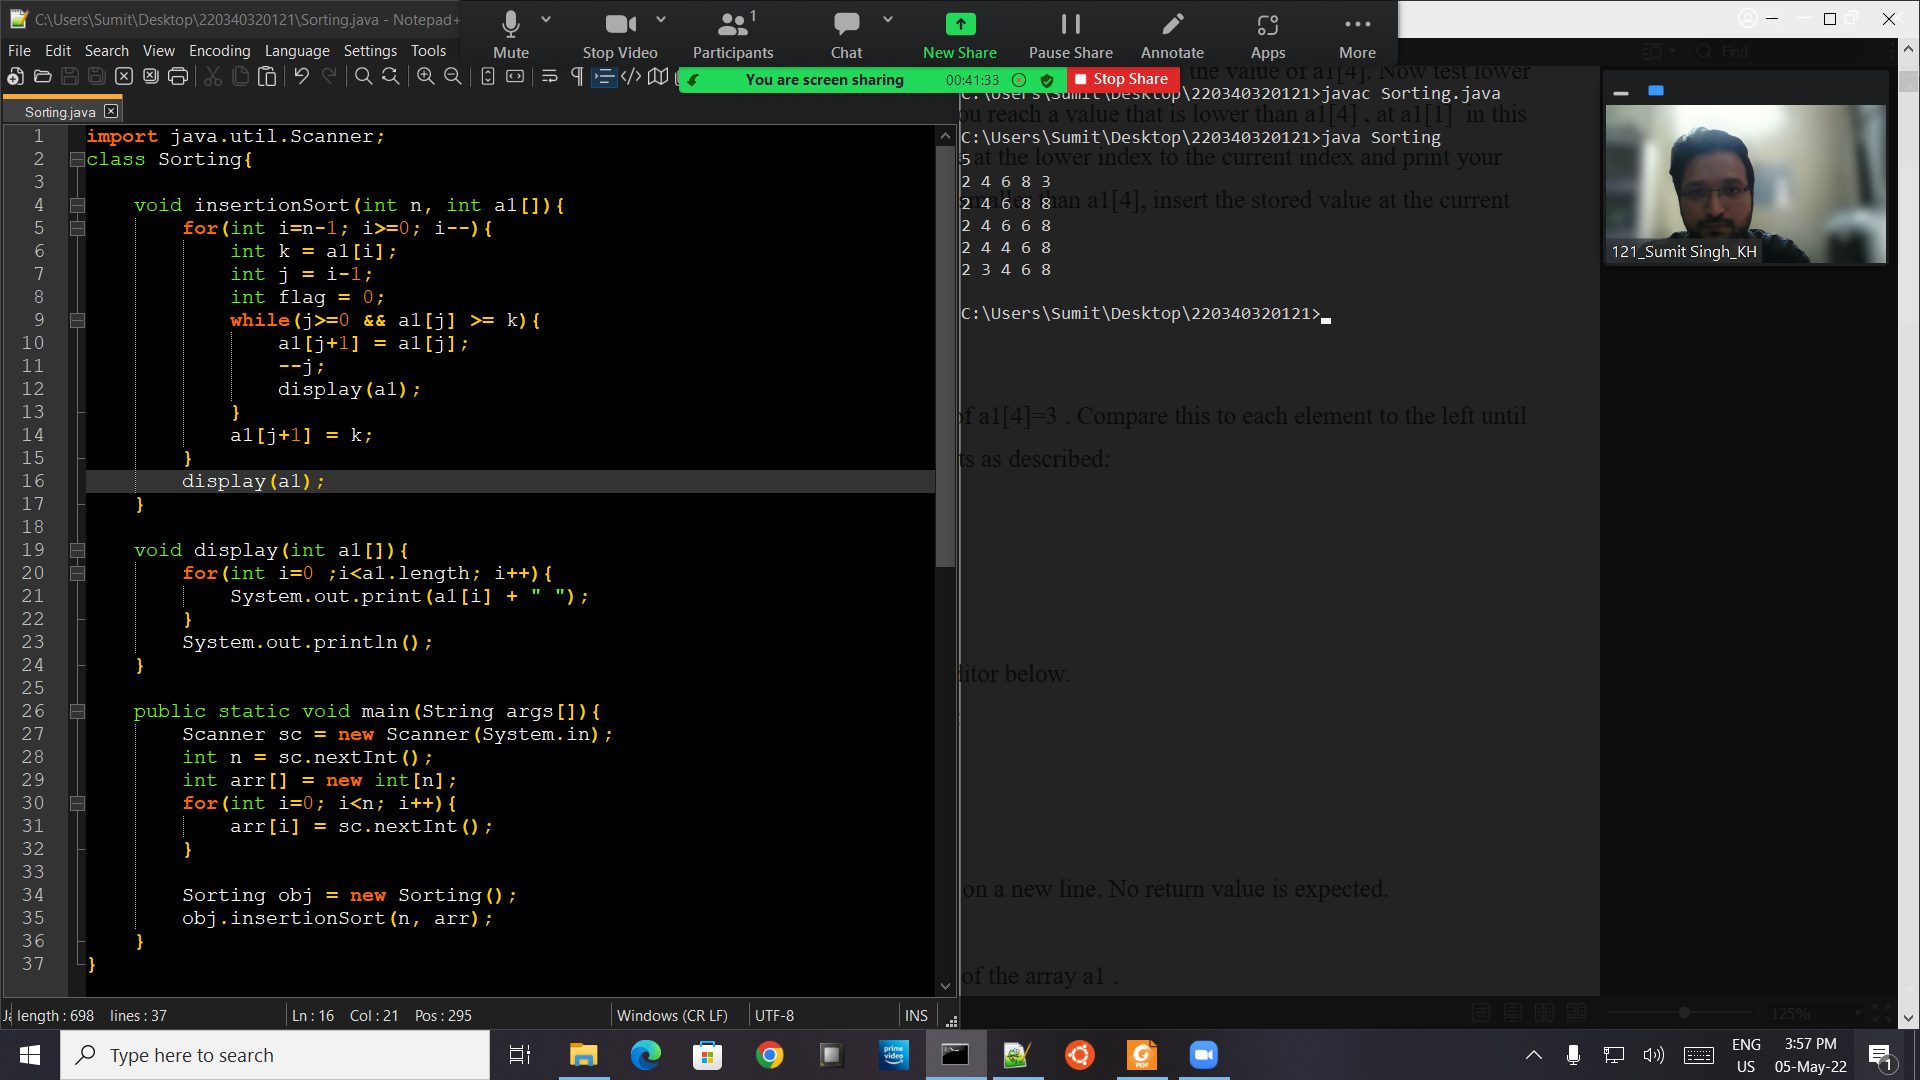 C:\Users\Sumit\Desktop\220340320121\Sorting.java - Notepad+
File Edit Search View Encoding Language Settings Tools
Mute
Stop Video
1
Participants
Chat
New Share
Pause Share
Annotate
Apps
More
You are screen sharing 00:41:33 Stop Share
Find
Sorting.java
1 import java.util.Scanner;
2 class Sorting{
3
4 void insertionSort(int n, int a1[]){
5 for(int i=n-1; i>=0; i--){
6 int k = a1[i];
7 int j = i-1;
8 int flag = 0;
9 while(j>=0 && a1[j] >= k){
10 a1[j+1] = a1[j];
11 --j;
12 display(a1);
13 }
14 a1[j+1] = k;
15 }
16 display(a1);
17 }
18
19 void display(int a1[]){
20 for(int i=0 ;i<a1.length; i++){
21 System.out.print(a1[i] + " ");
22 }
23 System.out.println();
24 }
25
26 public static void main(String args[]){
27 Scanner sc = new Scanner(System.in);
28 int n = sc.nextInt();
29 int arr[] = new int[n];
30 for(int i=0; i<n; i++){
31 arr[i] = sc.nextInt();
32 }
33
34 Sorting obj = new Sorting();
35 obj.insertionSort(n, arr);
36 }
37 }
the value of a1[4]. Now test lower
C:\Users\Sumit\Desktop\220340320121>javac Sorting.java
ou reach a value that is lower than a1[4] , at a1[1] in this
C:\Users\Sumit\Desktop\220340320121>java Sorting
5
at the lower index to the current index and print your
2 4 6 8 3
2 4 6 8 8
than a1[4], insert the stored value at the current
2 4 6 6 8
2 4 4 6 8
2 3 4 6 8
C:\Users\Sumit\Desktop\220340320121>
of a1[4]=3 . Compare this to each element to the left until
ts as described:
ditor below.
on a new line. No return value is expected.
of the array a1 .
121_Sumit Singh_KH
125%
length : 698 lines : 37 Ln : 16 Col : 21 Pos : 295 Windows (CR LF) UTF-8 INS
Type here to search
prime video
PDF
ENG
US
3:57 PM
05-May-22
1